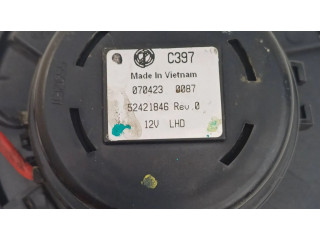 C397
Made In Vietnam
070423 0087
52421846 Rev.0
12V LHD